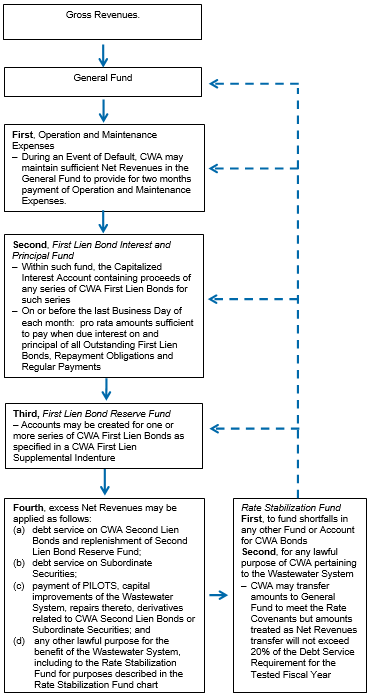 Gross Revenues.
General Fund
First, Operation and Maintenance
Expenses
– During an Event of Default, CWA may
maintain sufficient Net Revenues in the
General Fund to provide for two months
payment of Operation and Maintenance
Expenses.
Second, First Lien Bond Interest and
Principal Fund
– Within such fund, the Capitalized
Interest Account containing proceeds of
any series of CWA First Lien Bonds for
such series
– On or before the last Business Day of
each month: pro rata amounts sufficient
to pay when due interest on and
principal of all Outstanding First Lien
Bonds, Repayment Obligations and
Regular Payments
Third, First Lien Bond Reserve Fund
– Accounts may be created for one or
more series of CWA First Lien Bonds as
specified in a CWA First Lien
Supplemental Indenture
Fourth, excess Net Revenues may be
applied as follows:
(a) debt service on CWA Second Lien
Bonds and replenishment of Second
Lien Bond Reserve Fund;
(b) debt service on Subordinate
Securities;
(c) payment of PILOTS, capital
improvements of the Wastewater
System, repairs thereto, derivatives
related to CWA Second Lien Bonds or
Subordinate Securities; and
(d) any other lawful purpose for the
benefit of the Wastewater System,
including to the Rate Stabilization
Fund for purposes described in the
Rate Stabilization Fund chart
Rate Stabilization Fund
First, to fund shortfalls in
any other Fund or Account
for CWA Bonds
Second, for any lawful
purpose of CWA pertaining
to the Wastewater System
– CWA may transfer
amounts to General
Fund to meet the Rate
Covenants but amounts
treated as Net Revenues
transfer will not exceed
20% of the Debt Service
Requirement for the
Tested Fiscal Year